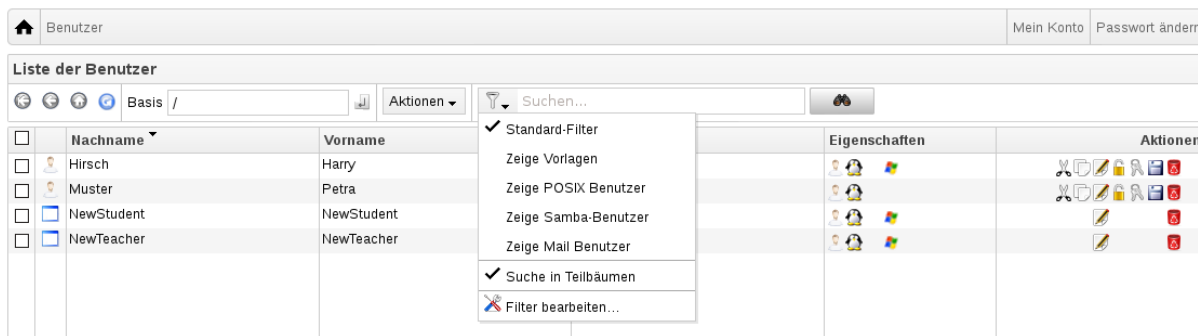 Benutzer Mein Konto Passwort ändern
Liste der Benutzer
Basis / Aktionen Suchen...
Nachname Vorname Eigenschaften Aktionen
Standard-Filter
Hirsch Harry
Zeige Vorlagen
Muster Petra
Zeige POSIX Benutzer
NewStudent NewStudent
Zeige Samba-Benutzer
NewTeacher NewTeacher
Zeige Mail Benutzer
Suche in Teilbäumen
Filter bearbeiten...